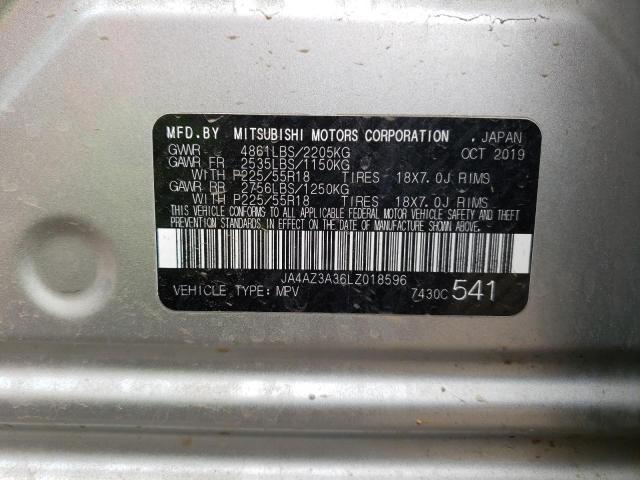 MFD.BY MITSUBISHI MOTORS CORPORATION , JAPAN
GVWR 4861LBS/2205KG OCT 2019
GAWR FR 2535LBS/1150KG
WITH P225/55R18 TIRES 18X7.0J RIMS
GAWR RR 2756LBS/1250KG
WITH P225/55R18 TIRES 18X7.0J RIMS
THIS VEHICLE CONFORMS TO ALL APPLICABLE FEDERAL MOTOR VEHICLE SAFETY AND THEFT
PREVENTION STANDARDS IN EFFECT ON THE DATE OF MANUFACTURE SHOWN ABOVE.
JA4AZ3A36LZ018596
VEHICLE TYPE: MPV 7430C 541